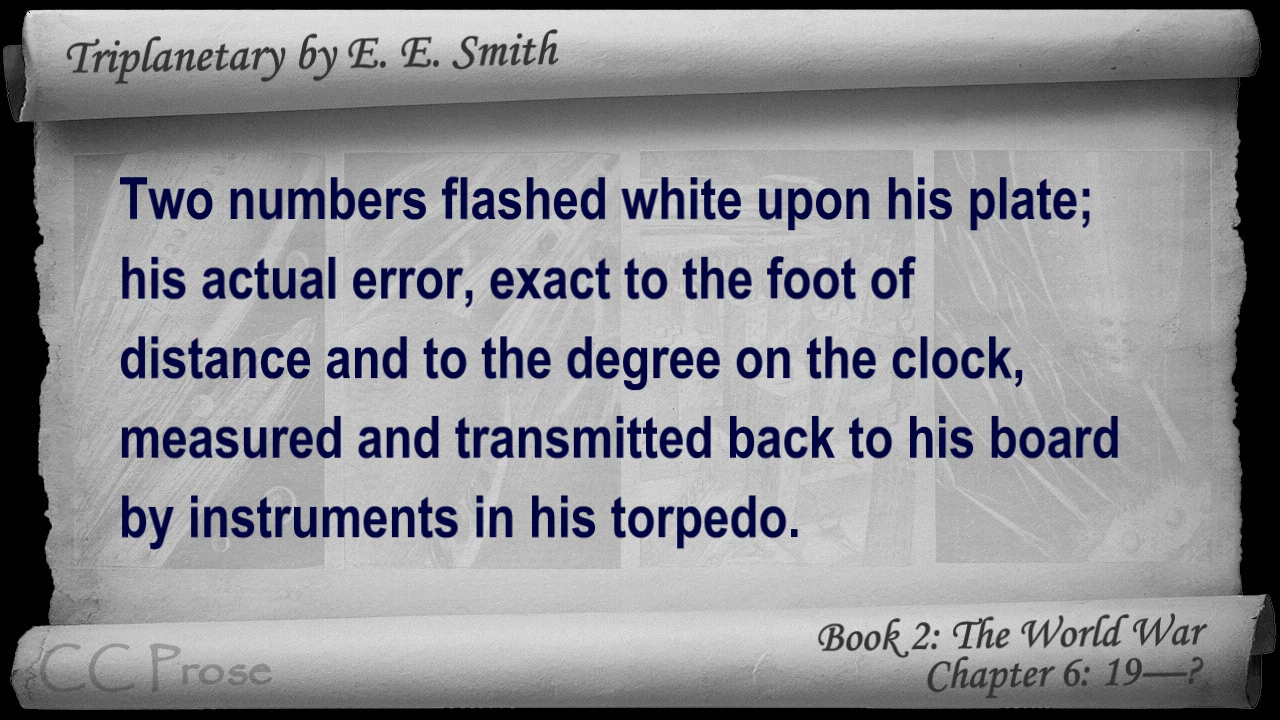 Triplanetary by E. E. Smith
Two numbers flashed white upon his plate;
his actual error, exact to the foot of
distance and to the degree on the clock,
measured and transmitted back to his board
by instruments in his torpedo.
Book 2: The World War
Chapter 6: 19—?
CC Prose